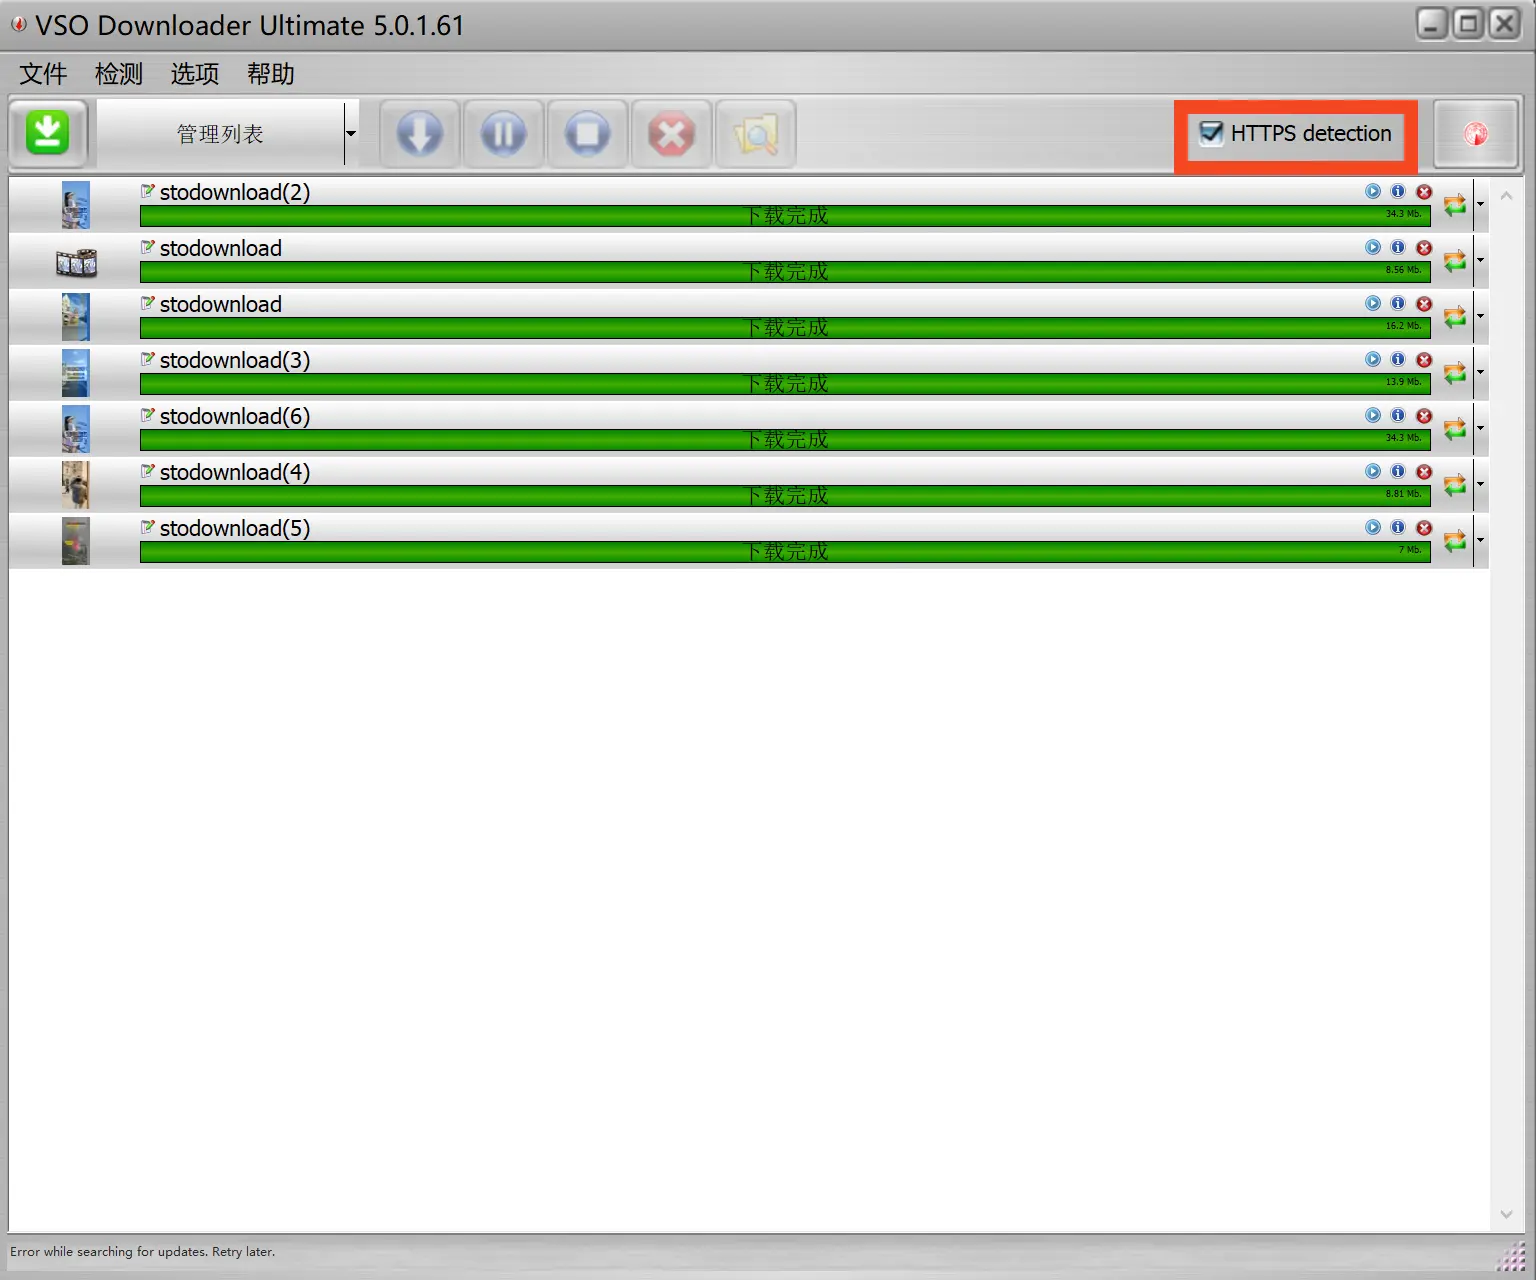 VSO Downloader Ultimate 5.0.1.61
文件 检测 选项 帮助
管理列表
HTTPS detection
stodownload(2)
下载完成 34.3 Mb.
stodownload
下载完成 8.56 Mb.
stodownload
下载完成 16.2 Mb.
stodownload(3)
下载完成 13.9 Mb.
stodownload(6)
下载完成 34.3 Mb.
stodownload(4)
下载完成 8.81 Mb.
stodownload(5)
下载完成 7 Mb.
Error while searching for updates. Retry later.